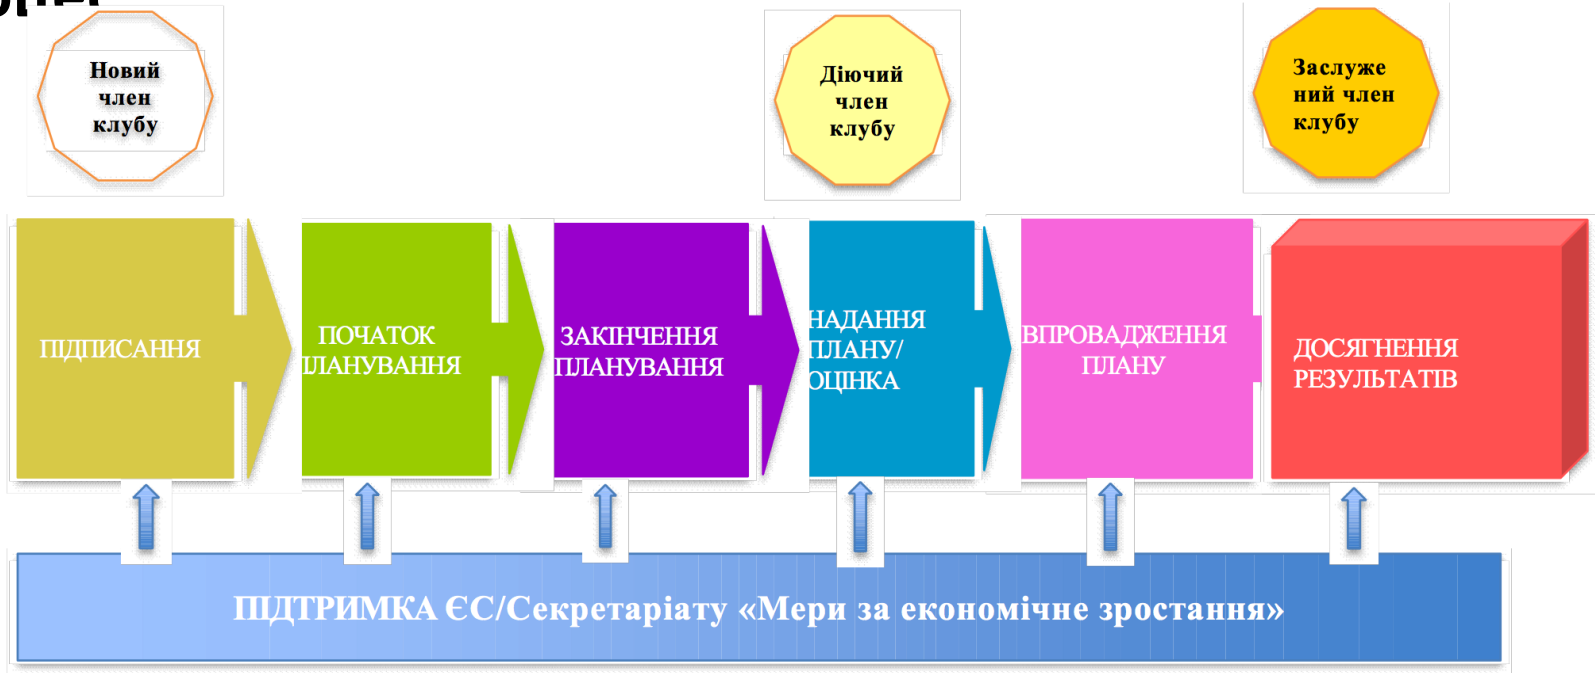 Новий
член
клубу
Діючий
член
клубу
Заслуже
ний член
клубу
ПІДПИСАННЯ
ПОЧАТОК
ПЛАНУВАННЯ
ЗАКІНЧЕННЯ
ПЛАНУВАННЯ
НАДАННЯ
ПЛАНУ/
ОЦІНКА
ВПРОВАДЖЕННЯ
ПЛАНУ
ДОСЯГНЕННЯ
РЕЗУЛЬТАТІВ
ПІДТРИМКА ЄС/Секретаріату «Мери за економічне зростання»